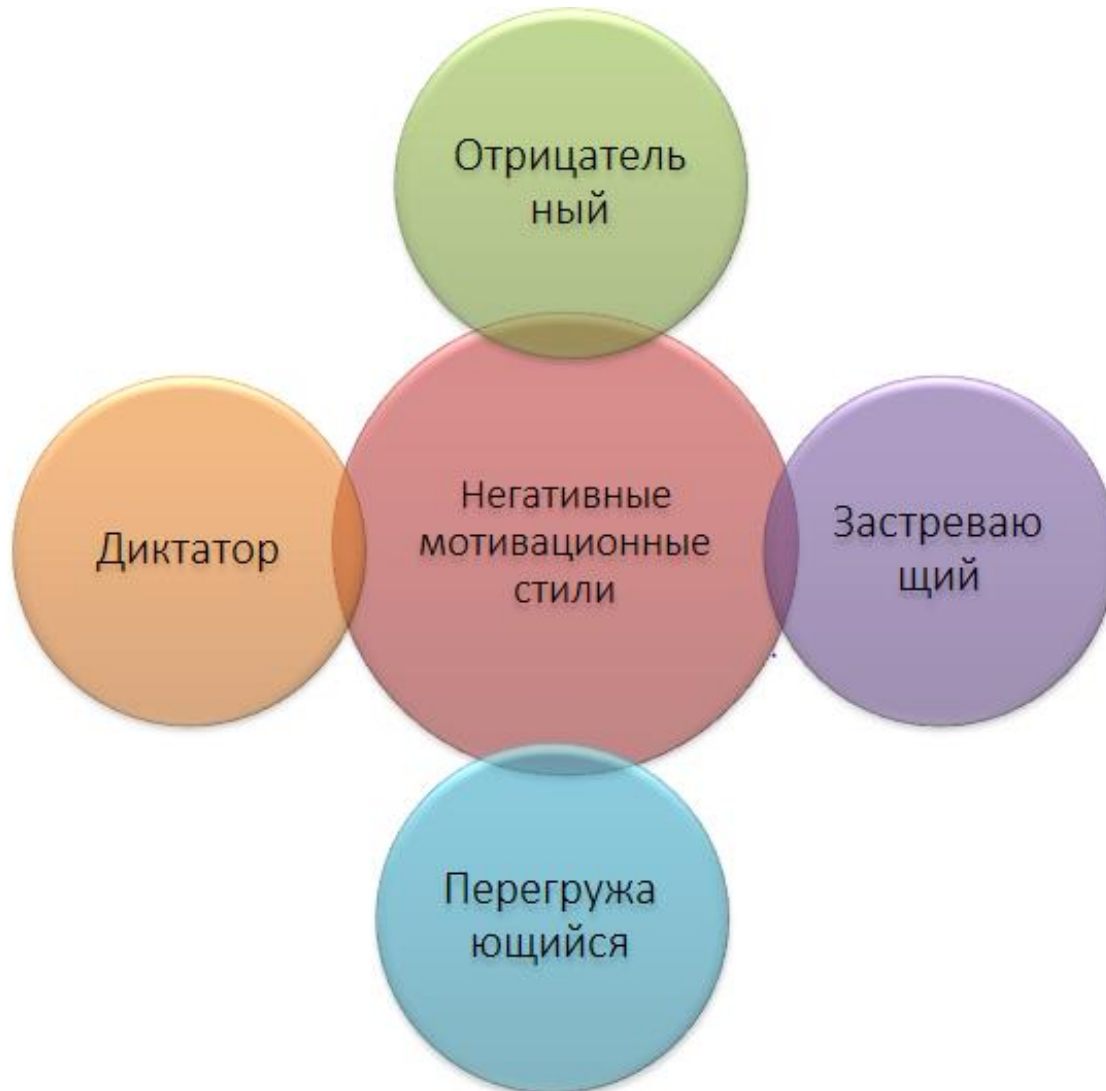 Отрицатель
ный
Диктатор
Негативные
мотивационные
стили
Застреваю
щий
Перегружа
ющийся